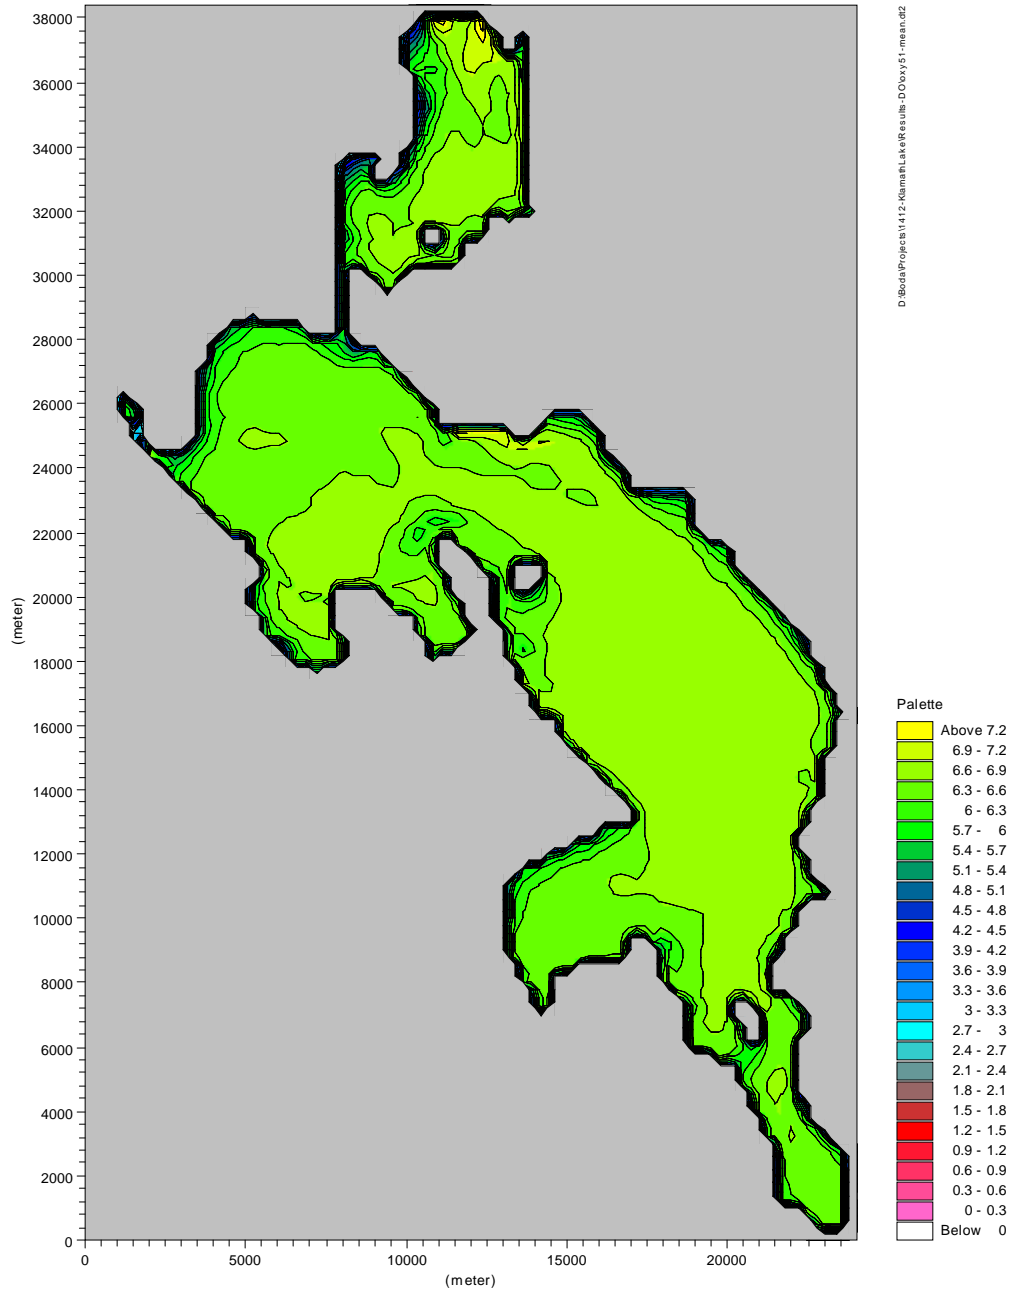 38000
36000
34000
32000
30000
28000
26000
24000
22000
20000
18000
16000
14000
12000
10000
8000
6000
4000
2000
0
(meter)
0 5000 10000 15000 20000
(meter)
D:\Boda\Projects\1412-KlamathLake\Results-DO\oxy51-mean.dt2
Palette
Above 7.2
6.9 - 7.2
6.6 - 6.9
6.3 - 6.6
6 - 6.3
5.7 - 6
5.4 - 5.7
5.1 - 5.4
4.8 - 5.1
4.5 - 4.8
4.2 - 4.5
3.9 - 4.2
3.6 - 3.9
3.3 - 3.6
3 - 3.3
2.7 - 3
2.4 - 2.7
2.1 - 2.4
1.8 - 2.1
1.5 - 1.8
1.2 - 1.5
0.9 - 1.2
0.6 - 0.9
0.3 - 0.6
0 - 0.3
Below 0